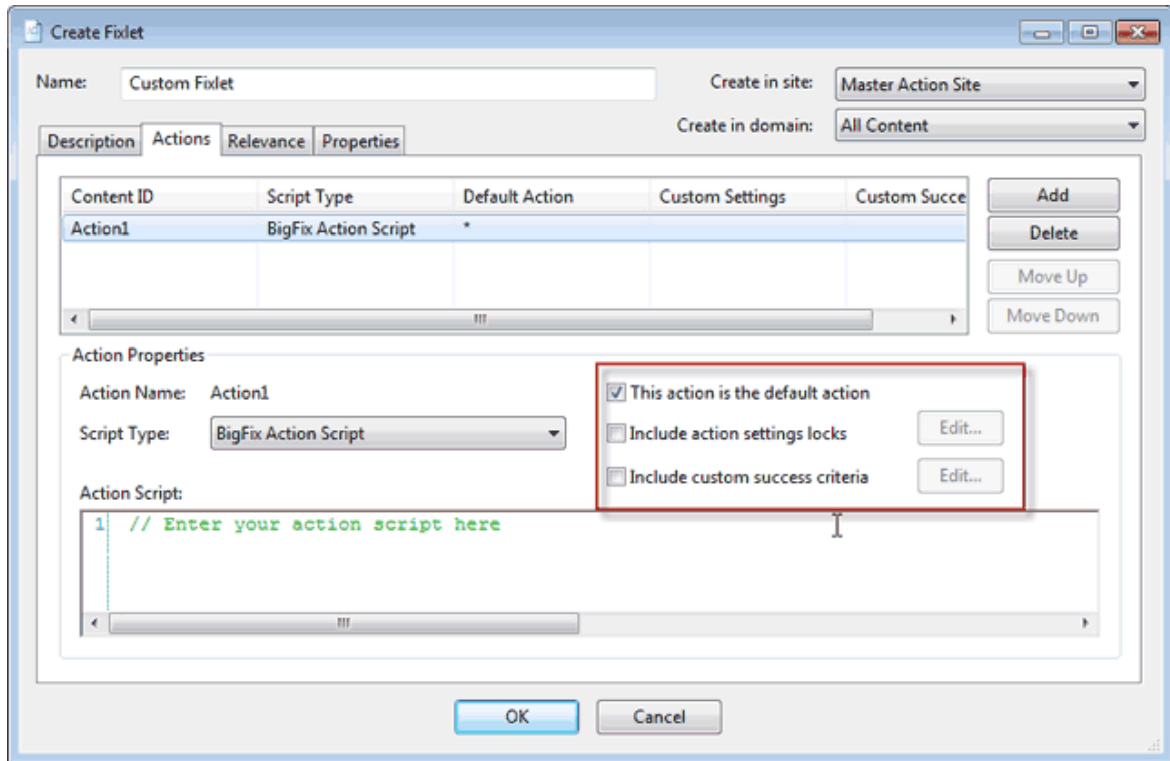 Create Fixlet
Name: Custom Fixlet Create in site: Master Action Site
Create in domain: All Content
Description Actions Relevance Properties
Content ID Script Type Default Action Custom Settings Custom Succe
Action1 BigFix Action Script *
Add
Delete
Move Up
Move Down
Action Properties
Action Name: Action1
Script Type: BigFix Action Script
This action is the default action
Include action settings locks Edit...
Include custom success criteria Edit...
Action Script:
1 // Enter your action script here
OK Cancel